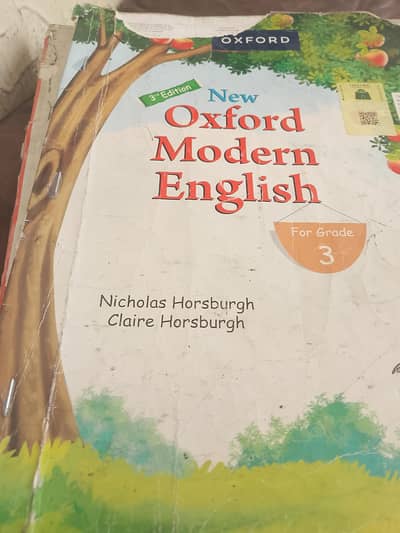 OXFORD
3rd Edition
New
Oxford
Modern
English
For Grade
3
Nicholas Horsburgh
Claire Horsburgh